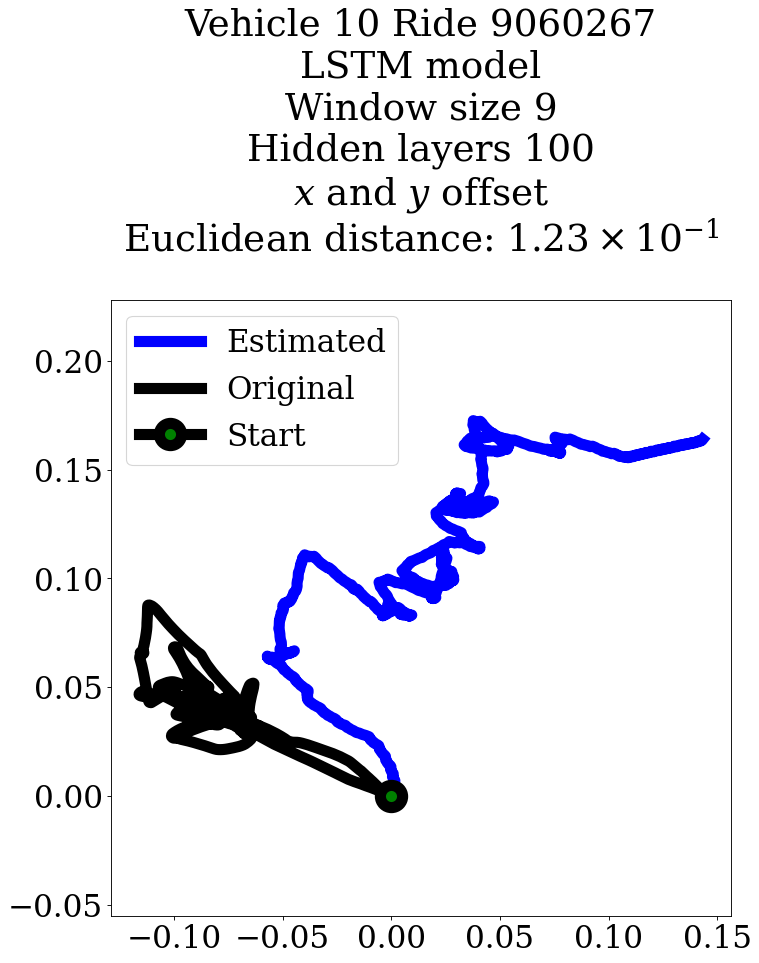 Vehicle 10 Ride 9060267
LSTM model
Window size 9
Hidden layers 100
x and y offset
Euclidean distance: 1.23 × 10⁻¹
Estimated
Original
Start
0.20
0.15
0.10
0.05
0.00
−0.05
−0.10 −0.05 0.00 0.05 0.10 0.15